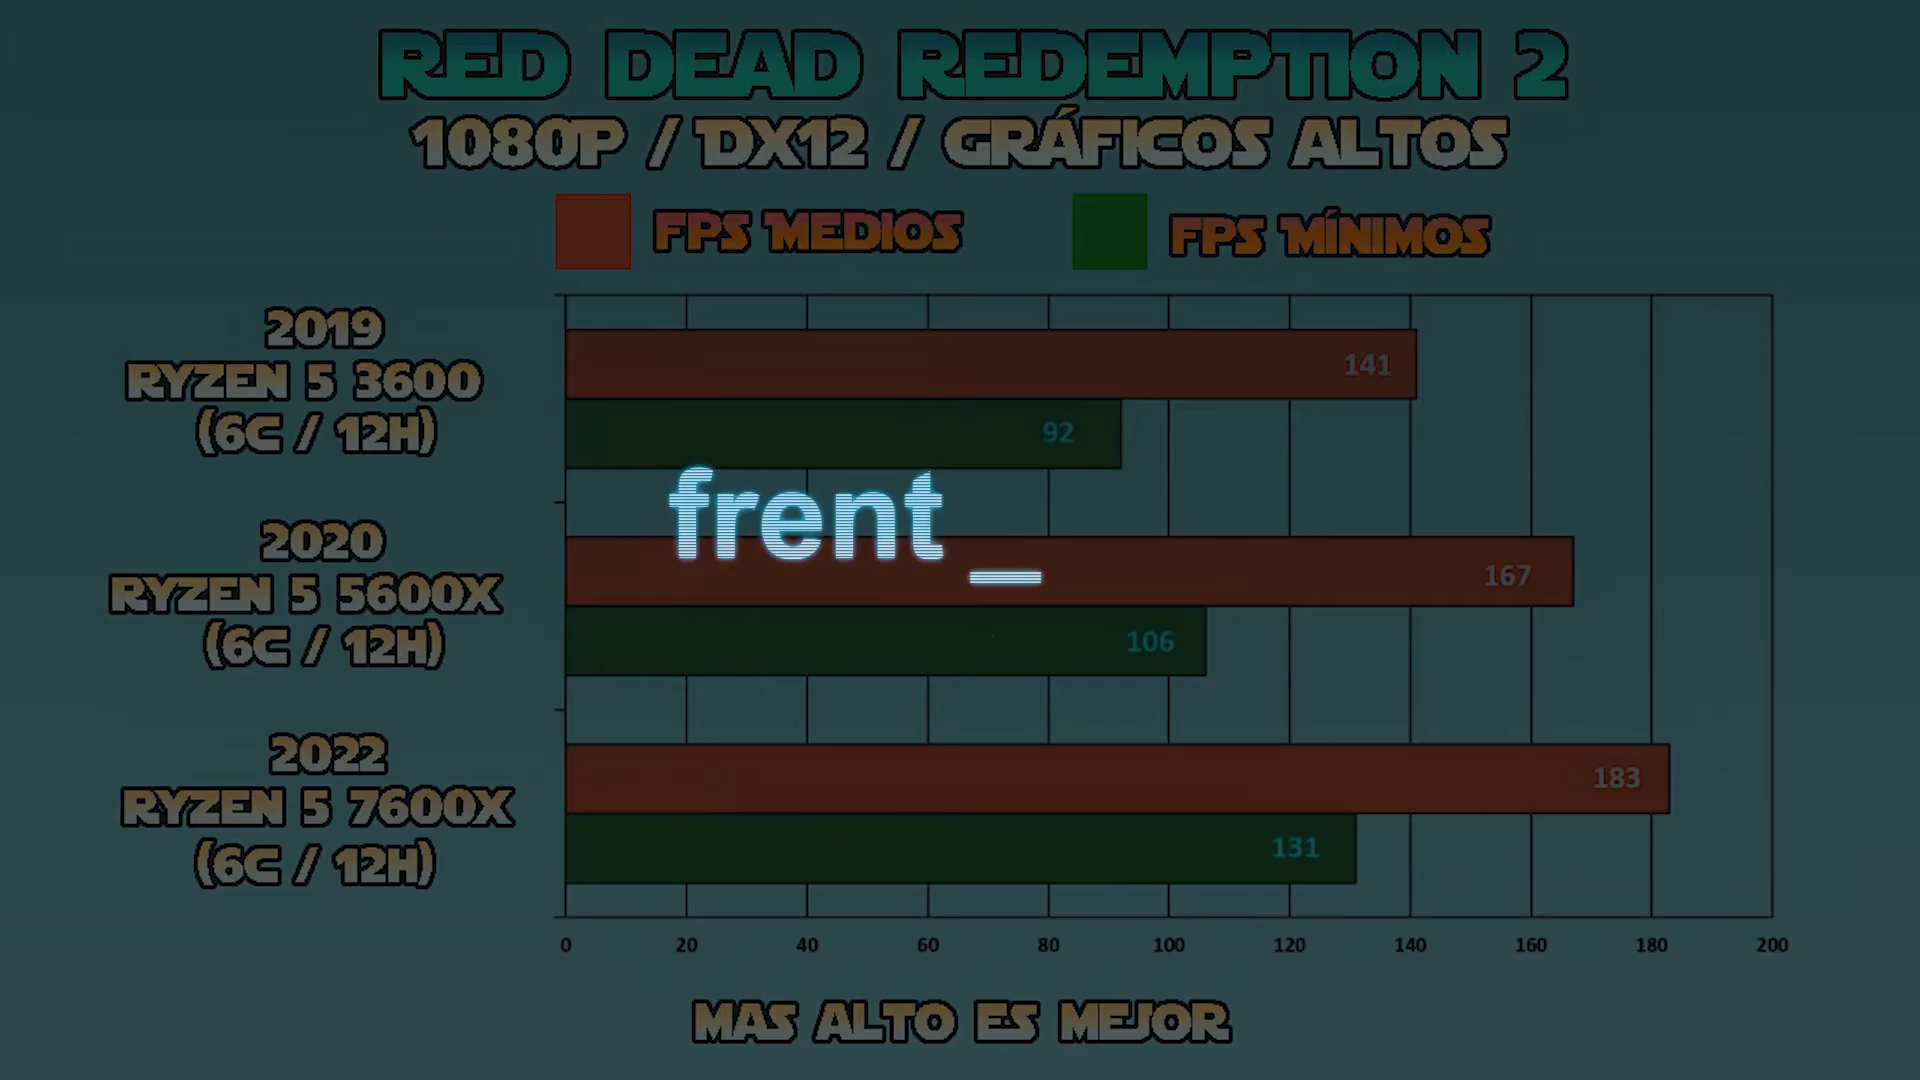 RED DEAD REDEMPTION 2
1080P / DX12 / GRÁFICOS ALTOS
FPS MEDIOS
FPS MÍNIMOS
2019
RYZEN 5 3600
(6C / 12H)
141
92
frent_
2020
RYZEN 5 5600X
(6C / 12H)
167
106
2022
RYZEN 5 7600X
(6C / 12H)
183
131
0 20 40 60 80 100 120 140 160 180 200
MAS ALTO ES MEJOR